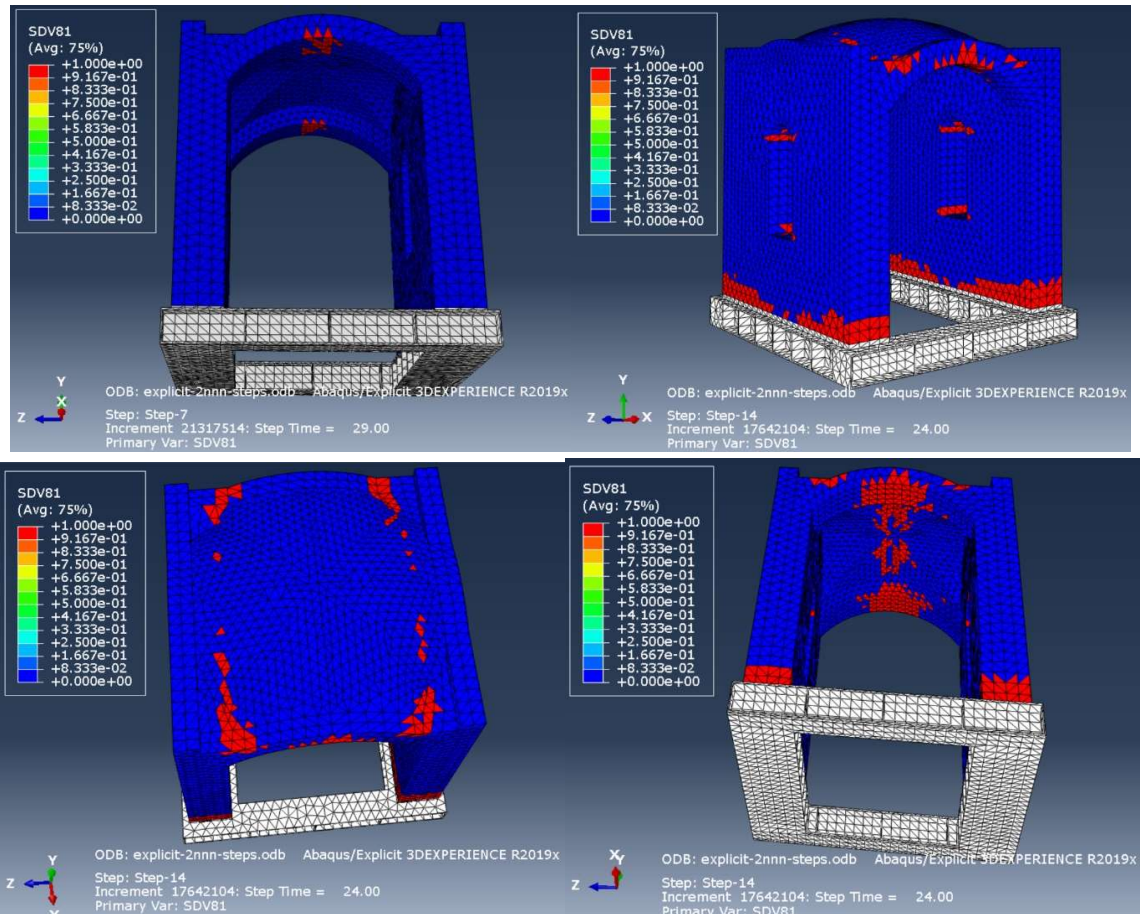 SDV81
(Avg: 75%)
+1.000e+00
+9.167e-01
+8.333e-01
+7.500e-01
+6.667e-01
+5.833e-01
+5.000e-01
+4.167e-01
+3.333e-01
+2.500e-01
+1.667e-01
+8.333e-02
+0.000e+00
Y
X
Z
ODB: explicit-2nnn-steps.odb Abaqus/Explicit 3DEXPERIENCE R2019x
Step: Step-7
Increment 21317514: Step Time = 29.00
Primary Var: SDV81
SDV81
(Avg: 75%)
+1.000e+00
+9.167e-01
+8.333e-01
+7.500e-01
+6.667e-01
+5.833e-01
+5.000e-01
+4.167e-01
+3.333e-01
+2.500e-01
+1.667e-01
+8.333e-02
+0.000e+00
Y
Z X
ODB: explicit-2nnn-steps.odb Abaqus/Explicit 3DEXPERIENCE R2019x
Step: Step-14
Increment 17642104: Step Time = 24.00
Primary Var: SDV81
SDV81
(Avg: 75%)
+1.000e+00
+9.167e-01
+8.333e-01
+7.500e-01
+6.667e-01
+5.833e-01
+5.000e-01
+4.167e-01
+3.333e-01
+2.500e-01
+1.667e-01
+8.333e-02
+0.000e+00
Y
Z
X
ODB: explicit-2nnn-steps.odb Abaqus/Explicit 3DEXPERIENCE R2019x
Step: Step-14
Increment 17642104: Step Time = 24.00
Primary Var: SDV81
SDV81
(Avg: 75%)
+1.000e+00
+9.167e-01
+8.333e-01
+7.500e-01
+6.667e-01
+5.833e-01
+5.000e-01
+4.167e-01
+3.333e-01
+2.500e-01
+1.667e-01
+8.333e-02
+0.000e+00
X
Y
Z
ODB: explicit-2nnn-steps.odb Abaqus/Explicit 3DEXPERIENCE R2019x
Step: Step-14
Increment 17642104: Step Time = 24.00
Primary Var: SDV81